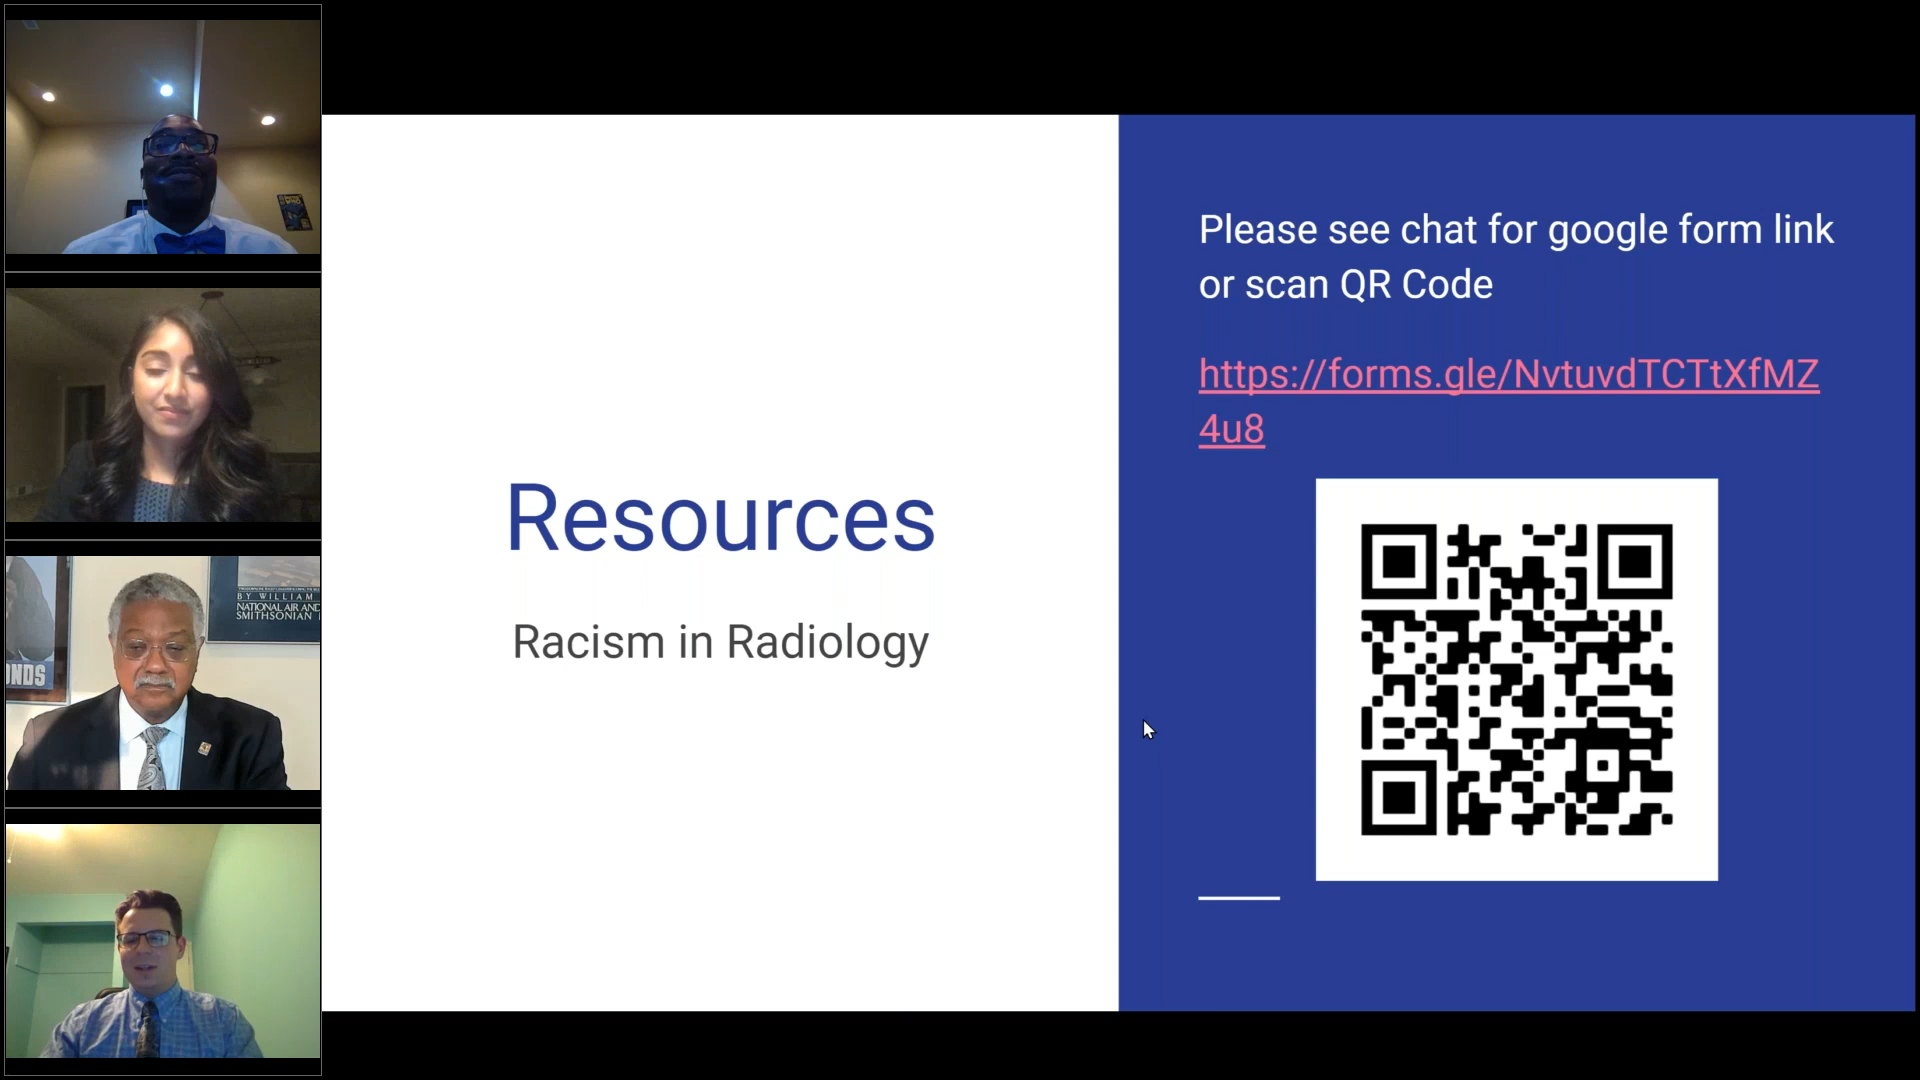 BY WILLIAM
NATIONAL AIR AND
SMITHSONIAN
ONDS
Resources
Racism in Radiology
Please see chat for google form link
or scan QR Code
https://forms.gle/NvtuvdTCTtXfMZ
4u8